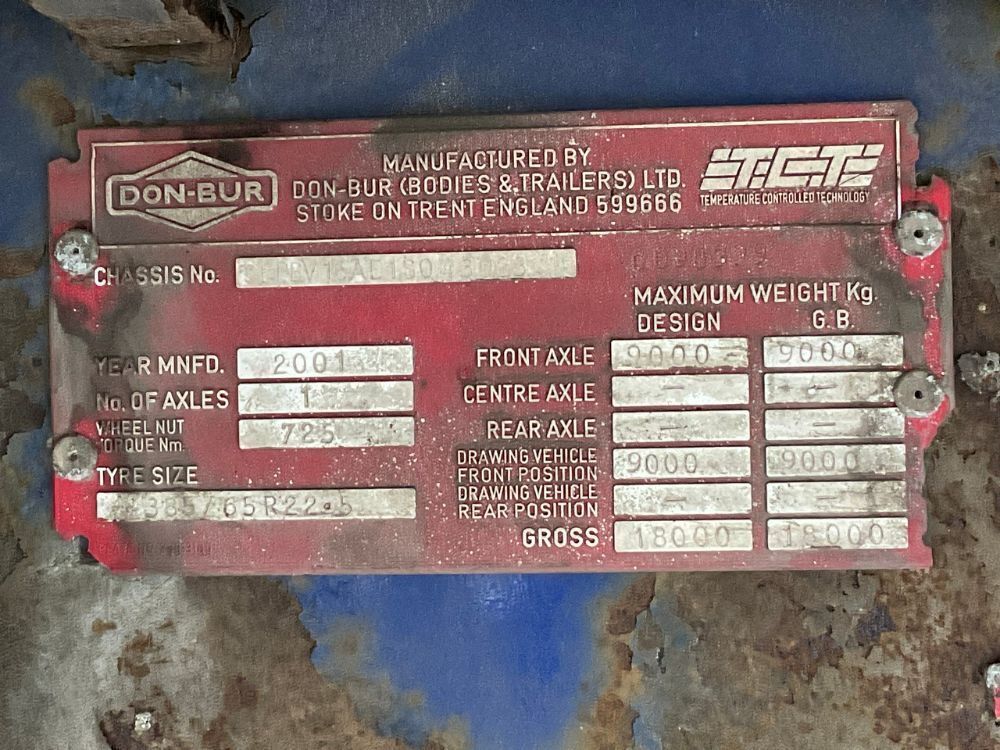 DON-BUR
MANUFACTURED BY
DON-BUR (BODIES & TRAILERS) LTD.
STOKE ON TRENT ENGLAND 599666
TCT
TEMPERATURE CONTROLLED TECHNOLOGY
CHASSIS No.
MAXIMUM WEIGHT Kg.
DESIGN G.B.
YEAR MNFD. 2001
No. OF AXLES 1
WHEEL NUT
TORQUE Nm. 725
TYRE SIZE
385/65R22.5
FRONT AXLE 9000 9000
CENTRE AXLE - -
REAR AXLE - -
DRAWING VEHICLE
FRONT POSITION 9000 9000
DRAWING VEHICLE
REAR POSITION - -
GROSS 18000 18000